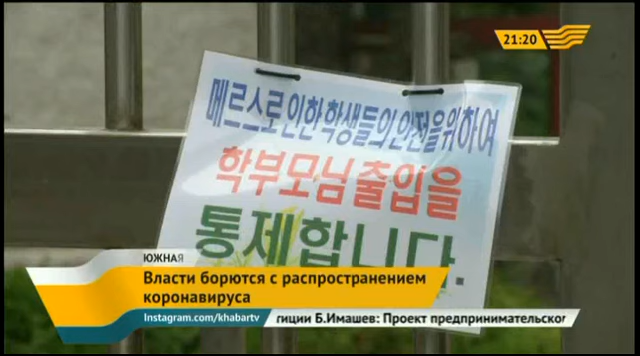 21:20
메르스로 인한 학생들의 안전을 위하여
학부모님 출입을
통제합니다.
ЮЖНАЯ
Власти борются с распространением
коронавируса
Instagram.com/khabartv
гиции Б.Имашев: Проект предпринимательског